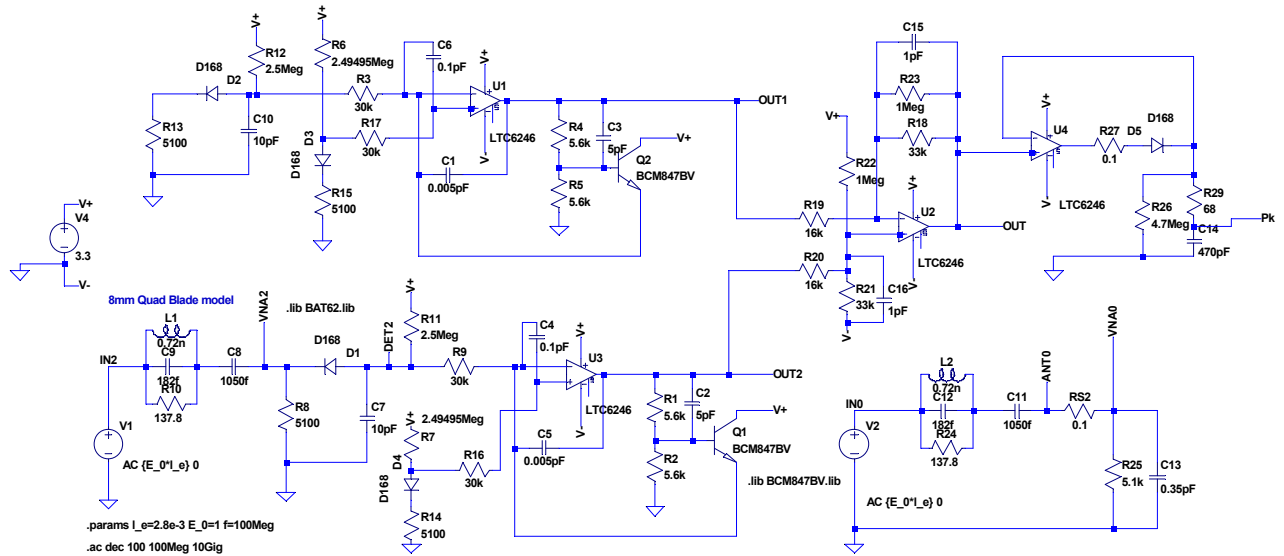 V+
R12
2.5Meg
D168
D2
C10
10pF
R13
5100
V+
R6
2.49495Meg
D3
D168
R15
5100
R3
30k
R17
30k
C6
0.1pF
V+
U1
LTC6246
V-
C1
0.005pF
R4
5.6k
C3
5pF
R5
5.6k
V+
Q2
BCM847BV
OUT1
C15
1pF
R23
1Meg
R18
33k
V+
R22
1Meg
R19
16k
R20
16k
V+
U2
LTC6246
V-
OUT
R21
33k
C16
1pF
V-
V+
U4
LTC6246
V-
R27
0.1
D5
D168
R26
4.7Meg
R29
68
C14
470pF
Pk
V+
V4
3.3
V-
8mm Quad Blade model
.lib BAT62.lib
L1
0.72n
C9
182f
R10
137.8
IN2
C8
1050f
VNA2
V1
AC {E_0*l_e} 0
R8
5100
D168
D1
C7
10pF
DET2
V+
R11
2.5Meg
R9
30k
2.49495Meg
V+
R7
D4
D168
R14
5100
R16
30k
C4
0.1pF
V+
U3
LTC6246
V-
C5
0.005pF
OUT2
R1
5.6k
C2
5pF
R2
5.6k
V+
Q1
BCM847BV
.lib BCM847BV.lib
IN0
V2
AC {E_0*l_e} 0
L2
0.72n
C12
182f
R24
137.8
C11
1050f
ANT0
RS2
0.1
VNA0
R25
5.1k
C13
0.35pF
.params l_e=2.8e-3 E_0=1 f=100Meg
.ac dec 100 100Meg 10Gig